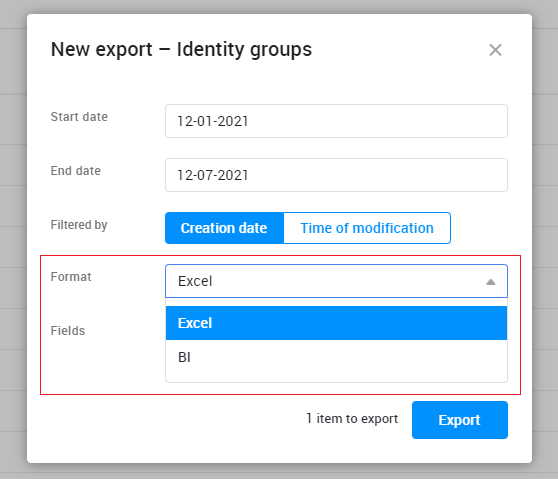 New export – Identity groups
Start date
12-01-2021
End date
12-07-2021
Filtered by
Creation date
Time of modification
Format
Excel
Fields
Excel
BI
1 item to export
Export